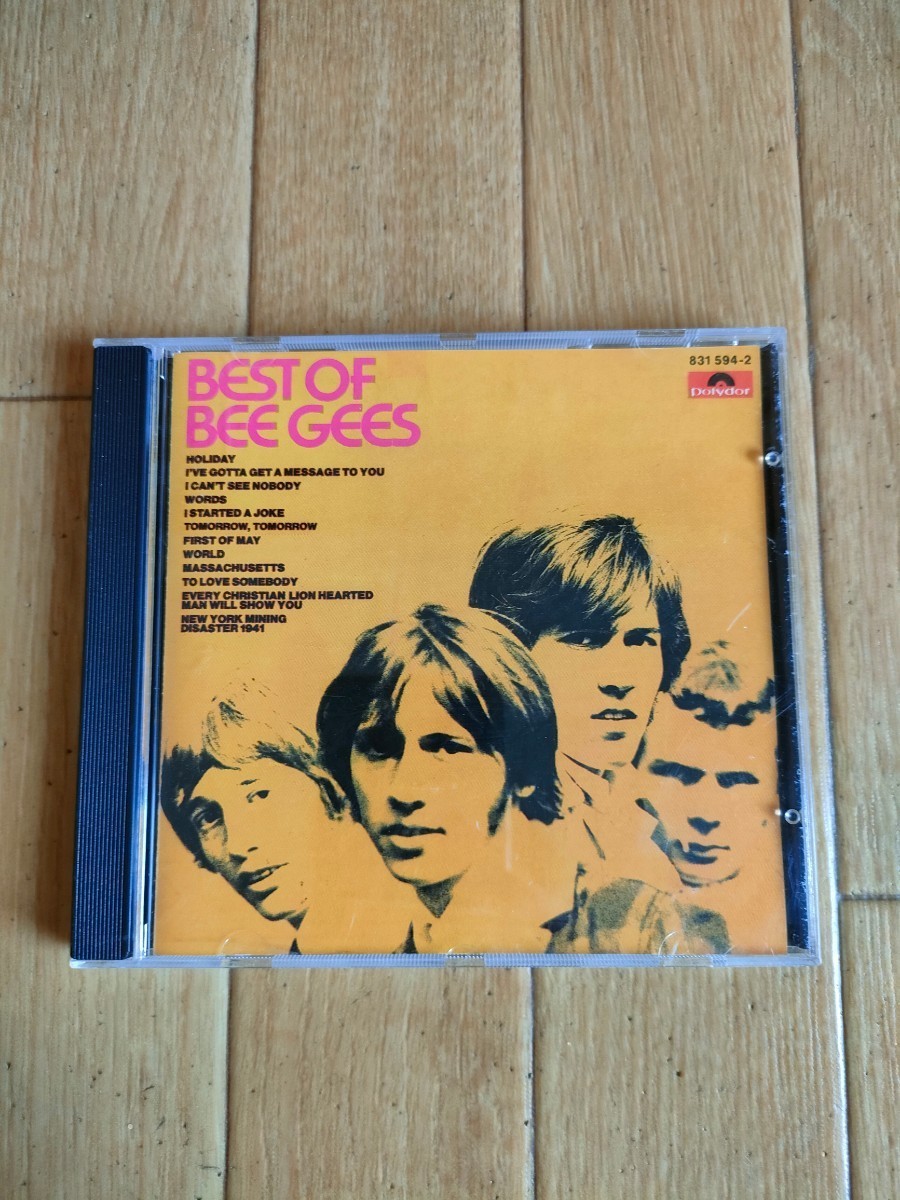 BEST OF
BEE GEES
831 594-2
Polydor
HOLIDAY
I'VE GOTTA GET A MESSAGE TO YOU
I CAN'T SEE NOBODY
WORDS
I STARTED A JOKE
TOMORROW, TOMORROW
FIRST OF MAY
WORLD
MASSACHUSETTS
TO LOVE SOMEBODY
EVERY CHRISTIAN LION HEARTED
MAN WILL SHOW YOU
NEW YORK MINING
DISASTER 1941